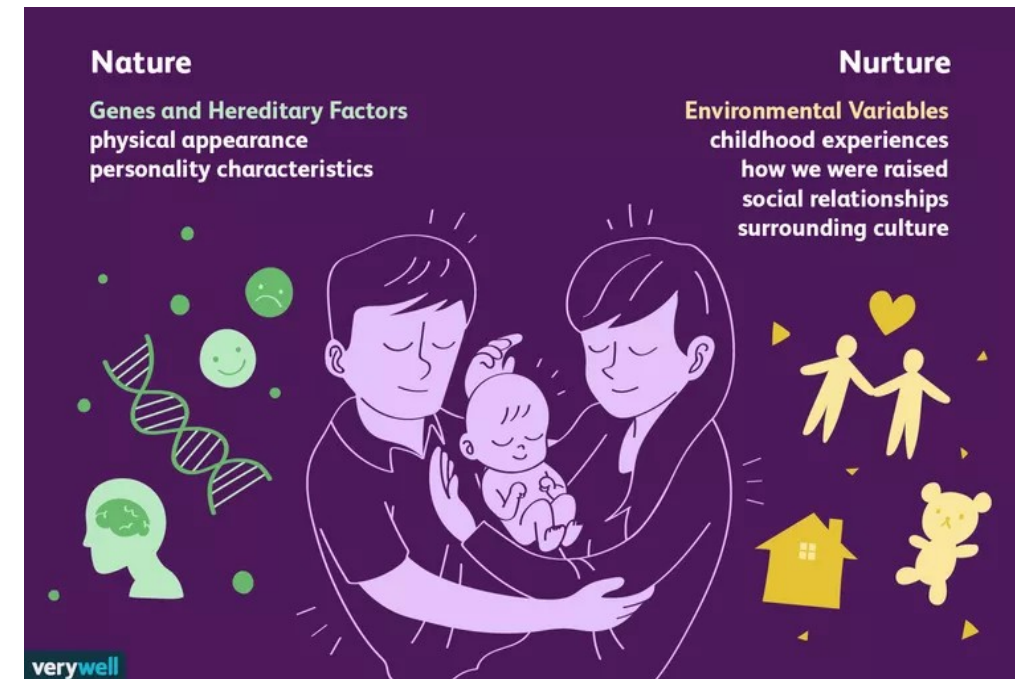 Nature
Genes and Hereditary Factors
physical appearance
personality characteristics
Nurture
Environmental Variables
childhood experiences
how we were raised
social relationships
surrounding culture
verywell